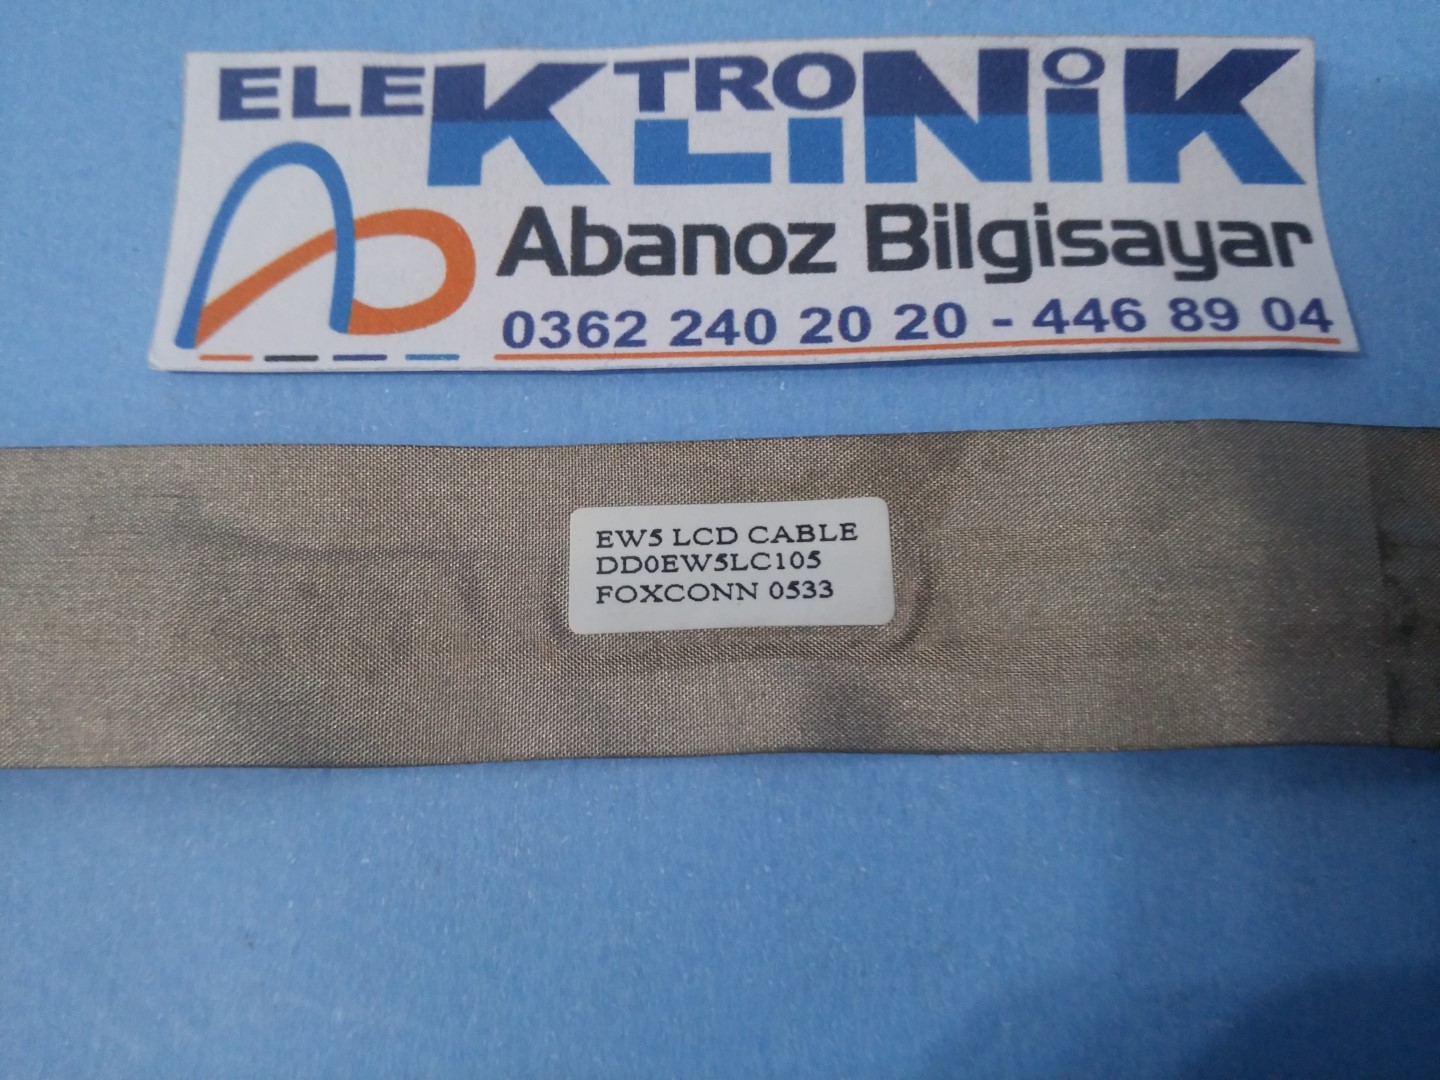 ELEKTRONİK
KLİNİK
Abanoz Bilgisayar
0362 240 20 20 - 446 89 04
EW5 LCD CABLE
DD0EW5LC105
FOXCONN 0533